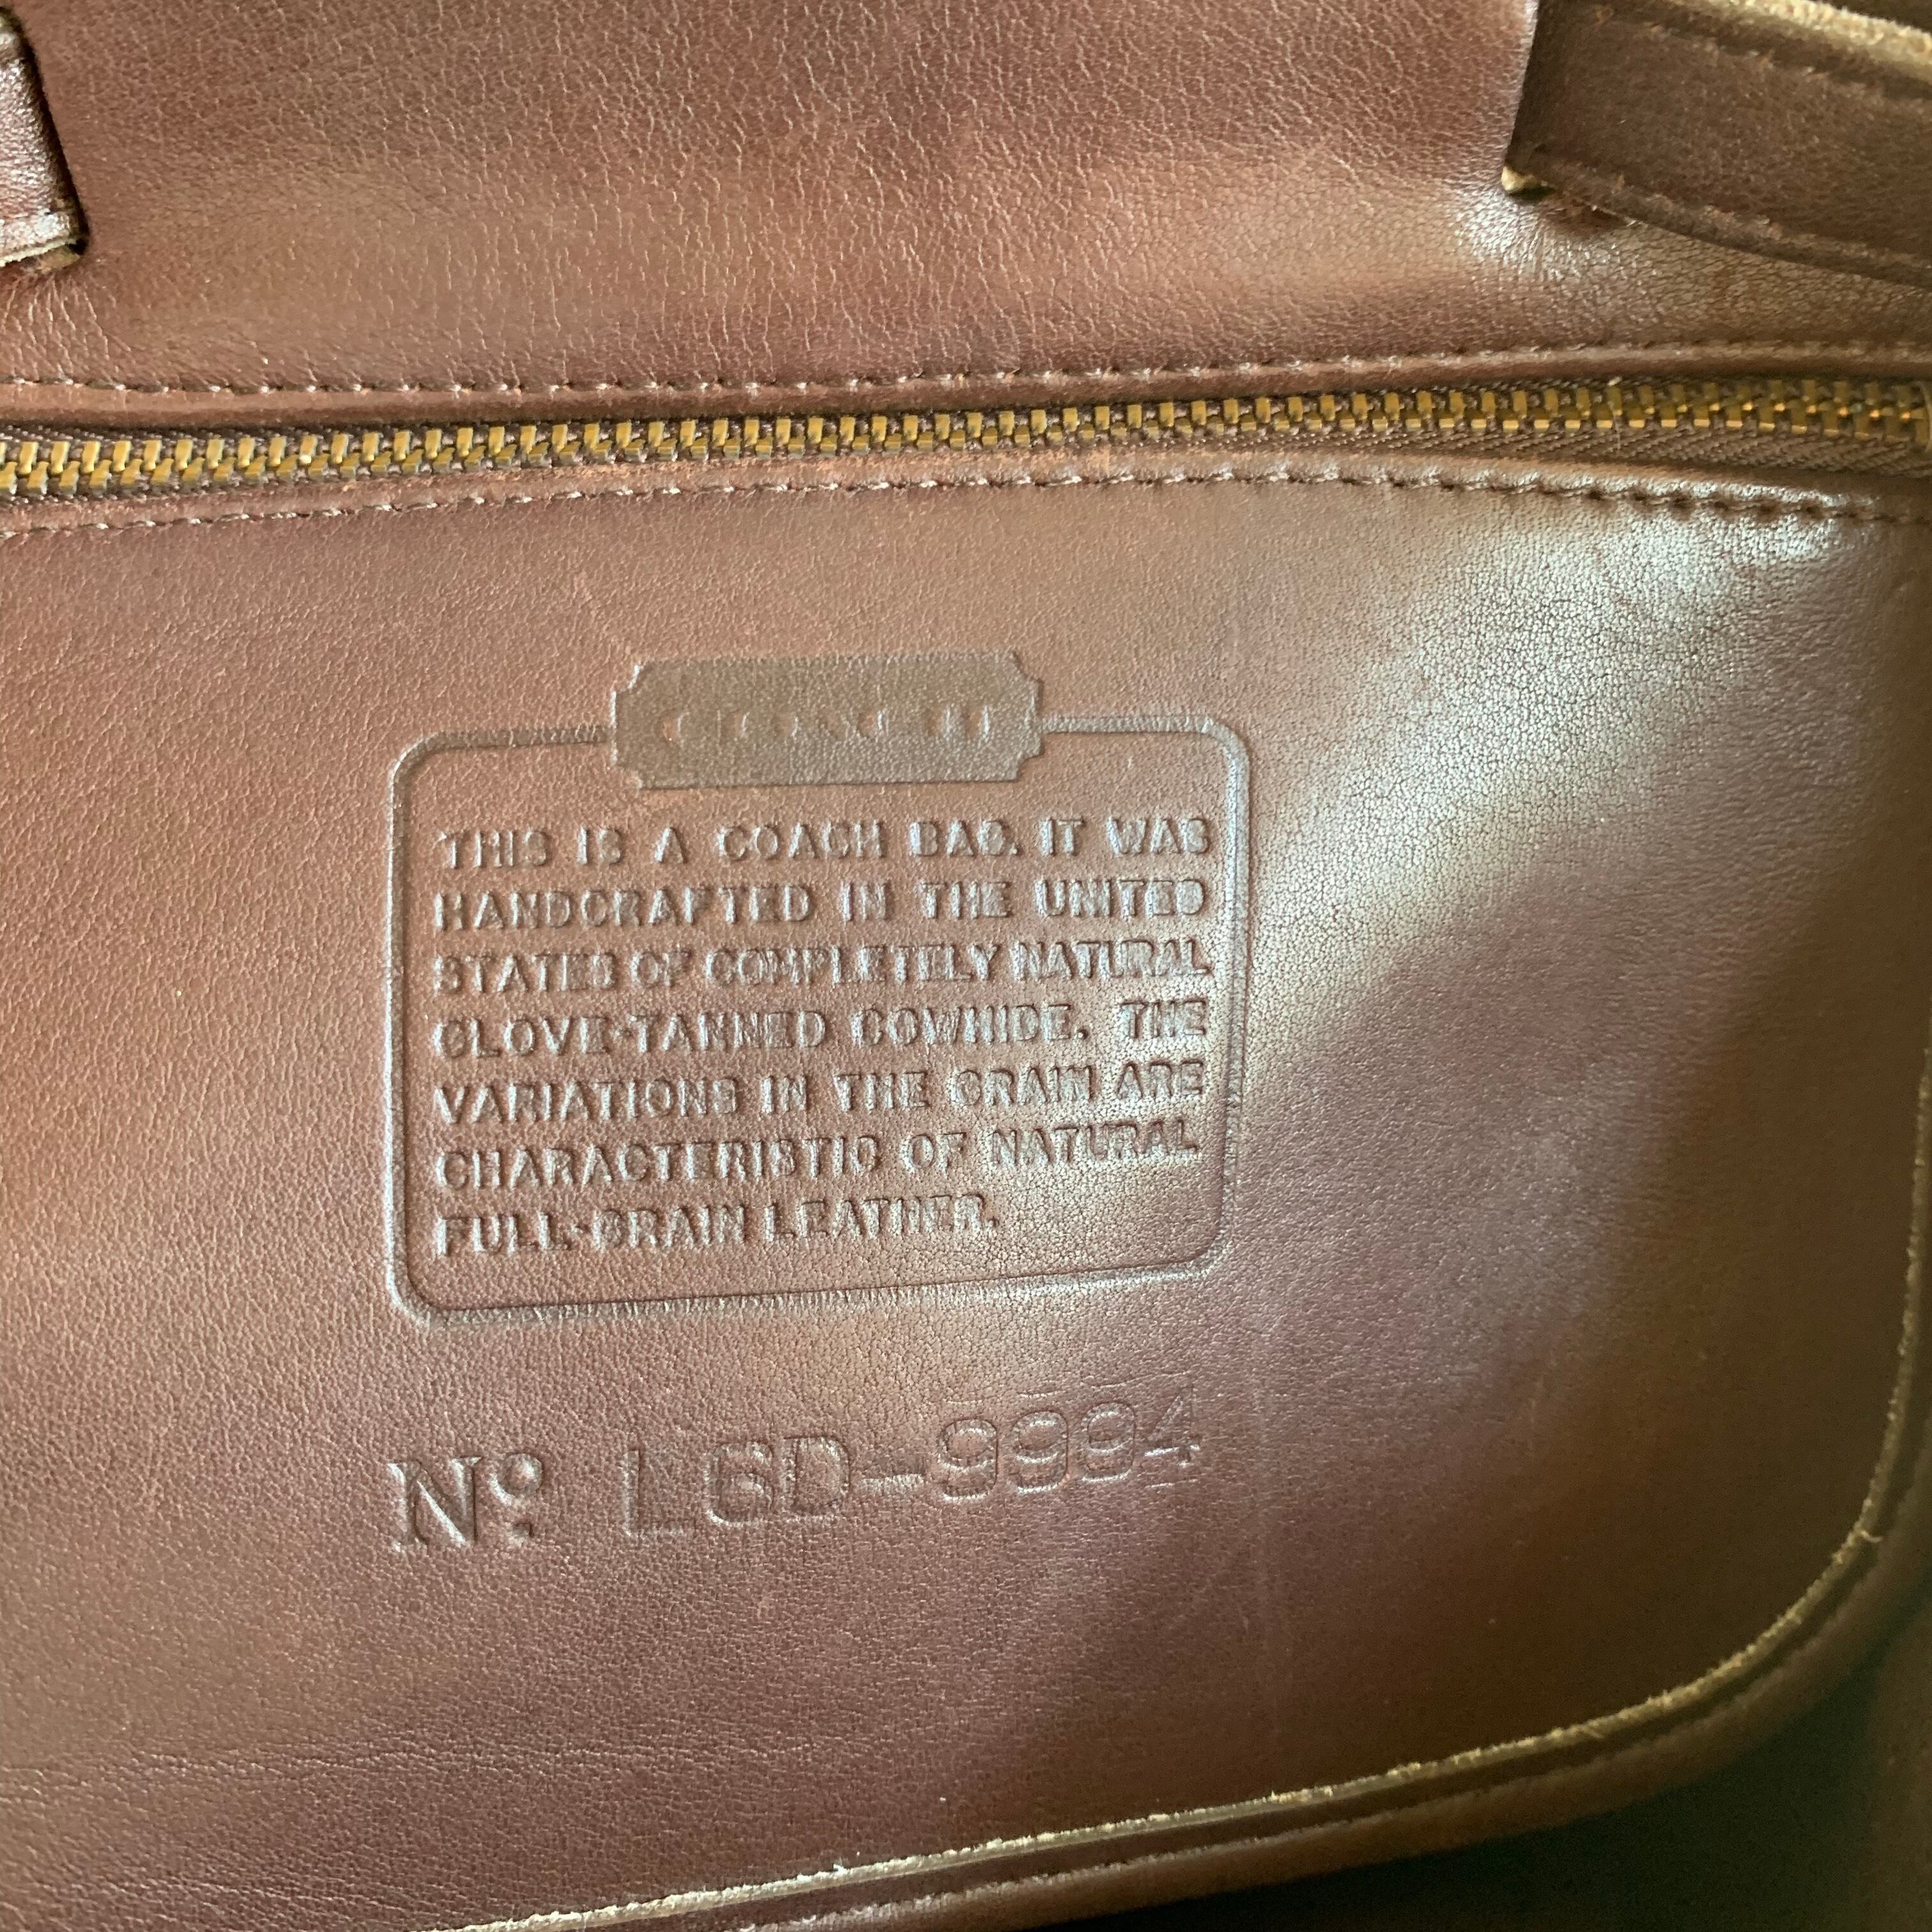 COACH
THIS IS A COACH BAG. IT WAS
HANDCRAFTED IN THE UNITED
STATES OF COMPLETELY NATURAL
GLOVE-TANNED COWHIDE. THE
VARIATIONS IN THE GRAIN ARE
CHARACTERISTIC OF NATURAL
FULL-GRAIN LEATHER.
Nº L6D-9994